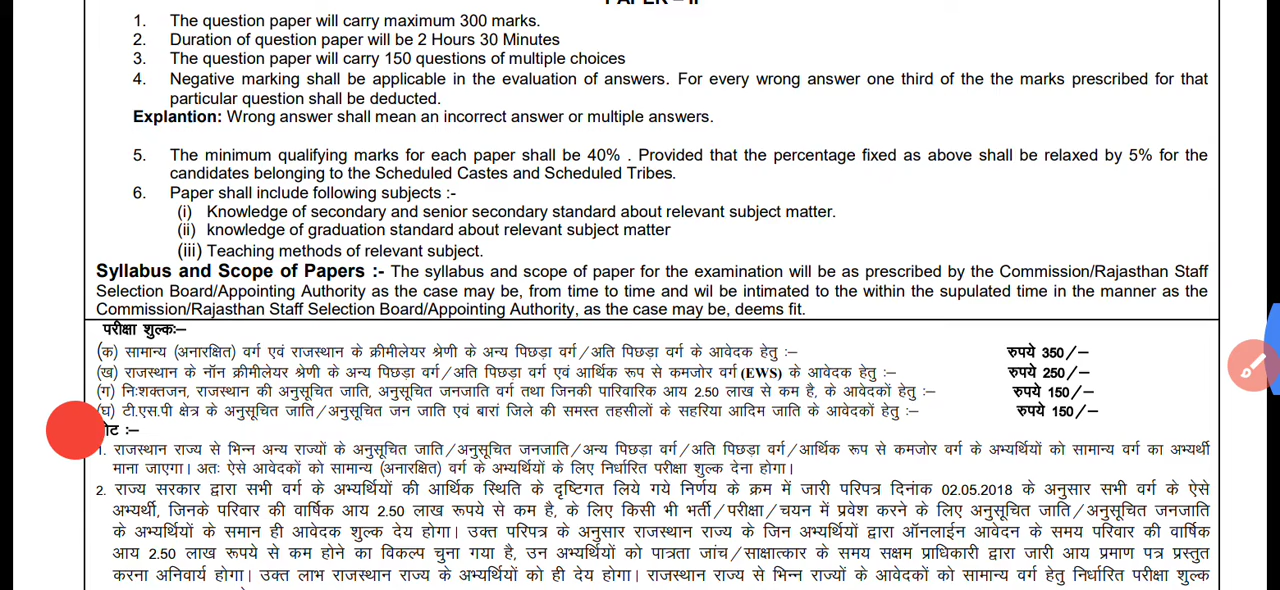 PAPER – II
1. The question paper will carry maximum 300 marks.
2. Duration of question paper will be 2 Hours 30 Minutes
3. The question paper will carry 150 questions of multiple choices
4. Negative marking shall be applicable in the evaluation of answers. For every wrong answer one third of the the marks prescribed for that
particular question shall be deducted.
Explantion: Wrong answer shall mean an incorrect answer or multiple answers.
5. The minimum qualifying marks for each paper shall be 40% . Provided that the percentage fixed as above shall be relaxed by 5% for the
candidates belonging to the Scheduled Castes and Scheduled Tribes.
6. Paper shall include following subjects :-
(i) Knowledge of secondary and senior secondary standard about relevant subject matter.
(ii) knowledge of graduation standard about relevant subject matter
(iii) Teaching methods of relevant subject.
Syllabus and Scope of Papers :- The syllabus and scope of paper for the examination will be as prescribed by the Commission/Rajasthan Staff
Selection Board/Appointing Authority as the case may be, from time to time and wil be intimated to the within the supulated time in the manner as the
Commission/Rajasthan Staff Selection Board/Appointing Authority, as the case may be, deems fit.
परीक्षा शुल्कः–
(क) सामान्य (अनारक्षित) वर्ग एवं राजस्थान के क्रीमीलेयर श्रेणी के अन्य पिछड़ा वर्ग/अति पिछड़ा वर्ग के आवेदक हेतु :– रुपये 350/–
(ख) राजस्थान के नॉन क्रीमीलेयर श्रेणी के अन्य पिछड़ा वर्ग/अति पिछड़ा वर्ग एवं आर्थिक रूप से कमजोर वर्ग (EWS) के आवेदक हेतु :– रुपये 250/–
(ग) निःशक्तजन, राजस्थान की अनुसूचित जाति, अनुसूचित जनजाति वर्ग तथा जिनकी पारिवारिक आय 2.50 लाख से कम है, के आवेदकों हेतु :– रुपये 150/–
(घ) टी.एस.पी क्षेत्र के अनुसूचित जाति/अनुसूचित जन जाति एवं बारां जिले की समस्त तहसीलों के सहरिया आदिम जाति के आवेदकों हेतु :– रुपये 150/–
:–
1. राजस्थान राज्य से भिन्न अन्य राज्यों के अनुसूचित जाति/अनुसूचित जनजाति/अन्य पिछड़ा वर्ग/अति पिछड़ा वर्ग/आर्थिक रूप से कमजोर वर्ग के अभ्यर्थियों को सामान्य वर्ग का अभ्यर्थी
माना जाएगा। अतः ऐसे आवेदकों को सामान्य (अनारक्षित) वर्ग के अभ्यर्थियों के लिए निर्धारित परीक्षा शुल्क देना होगा।
2. राज्य सरकार द्वारा सभी वर्ग के अभ्यर्थियों की आर्थिक स्थिति के दृष्टिगत लिये गये निर्णय के क्रम में जारी परिपत्र दिनांक 02.05.2018 के अनुसार सभी वर्ग के ऐसे
अभ्यर्थी, जिनके परिवार की वार्षिक आय 2.50 लाख रूपये से कम है, के लिए किसी भी भर्ती/परीक्षा/चयन में प्रवेश करने के लिए अनुसूचित जाति/अनुसूचित जनजाति
के अभ्यर्थियों के समान ही आवेदक शुल्क देय होगा। उक्त परिपत्र के अनुसार राजस्थान राज्य के जिन अभ्यर्थियों द्वारा ऑनलाईन आवेदन के समय परिवार की वार्षिक
आय 2.50 लाख रूपये से कम होने का विकल्प चुना गया है, उन अभ्यर्थियों को पात्रता जांच/साक्षात्कार के समय सक्षम प्राधिकारी द्वारा जारी आय प्रमाण पत्र प्रस्तुत
करना अनिवार्य होगा। उक्त लाभ राजस्थान राज्य के अभ्यर्थियों को ही देय होगा। राजस्थान राज्य से भिन्न राज्यों के आवेदकों को सामान्य वर्ग हेतु निर्धारित परीक्षा शुल्क